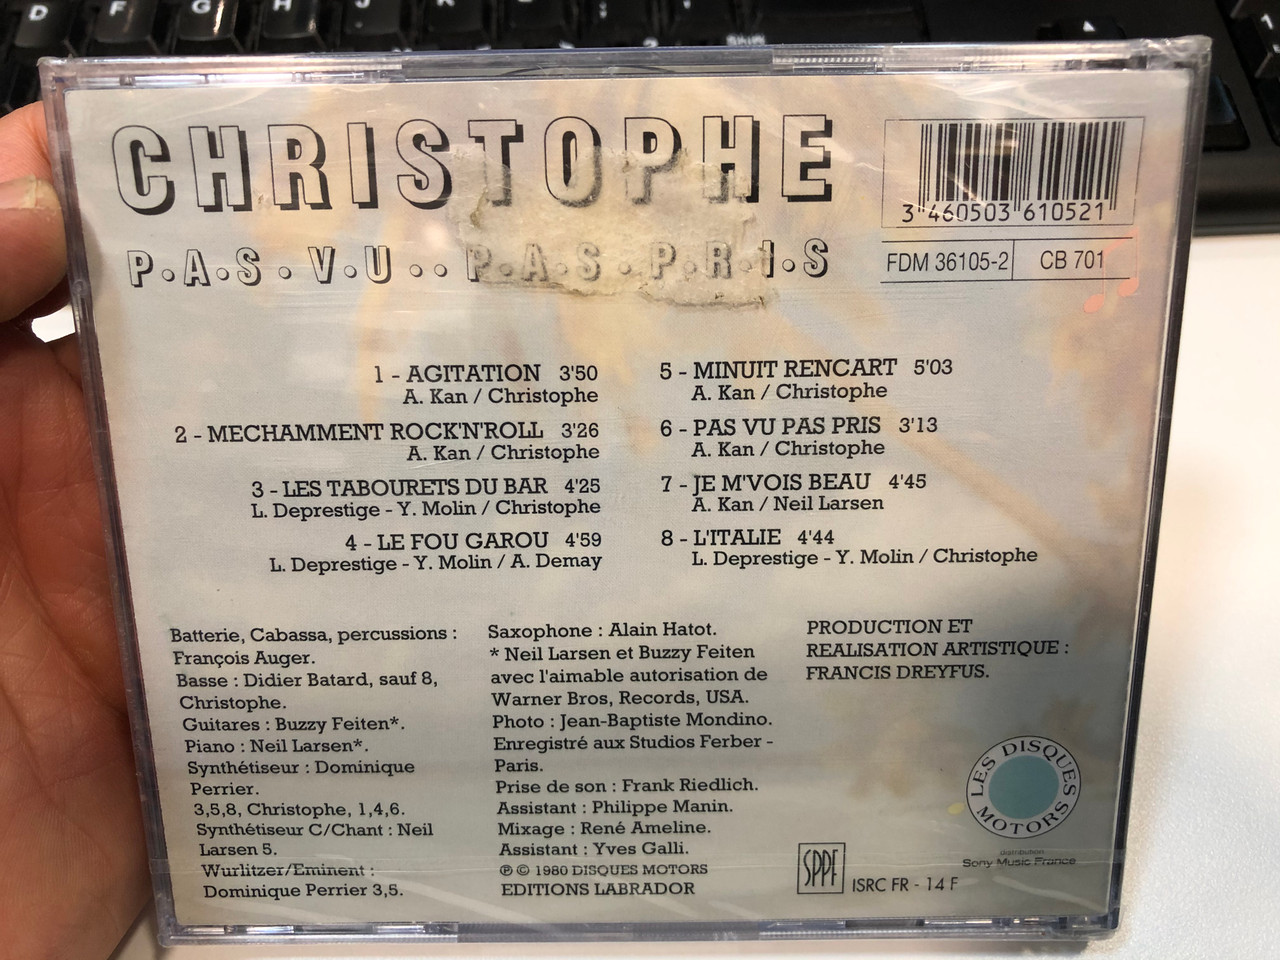 D F G H
CHRISTOPHE
P.A.S. V.U.. P.A.S. P.R.I.S
3 460503 610521
FDM 36105-2 CB 701
1 - AGITATION 3'50
A. Kan / Christophe
2 - MECHAMMENT ROCK'N'ROLL 3'26
A. Kan / Christophe
3 - LES TABOURETS DU BAR 4'25
L. Deprestige - Y. Molin / Christophe
4 - LE FOU GAROU 4'59
L. Deprestige - Y. Molin / A. Demay
5 - MINUIT RENCART 5'03
A. Kan / Christophe
6 - PAS VU PAS PRIS 3'13
A. Kan / Christophe
7 - JE M'VOIS BEAU 4'45
A. Kan / Neil Larsen
8 - L'ITALIE 4'44
L. Deprestige - Y. Molin / Christophe
Batterie, Cabassa, percussions :
François Auger.
Basse : Didier Batard, sauf 8,
Christophe.
Guitares : Buzzy Feiten*.
Piano : Neil Larsen*.
Synthétiseur : Dominique
Perrier.
3,5,8, Christophe, 1,4,6.
Synthétiseur C/Chant : Neil
Larsen 5.
Wurlitzer/Eminent :
Dominique Perrier 3,5.
Saxophone : Alain Hatot.
* Neil Larsen et Buzzy Feiten
avec l'aimable autorisation de
Warner Bros, Records, USA.
Photo : Jean-Baptiste Mondino.
Enregistré aux Studios Ferber -
Paris.
Prise de son : Frank Riedlich.
Assistant : Philippe Manin.
Mixage : René Ameline.
Assistant : Yves Galli.
℗ © 1980 DISQUES MOTORS
EDITIONS LABRADOR
PRODUCTION ET
REALISATION ARTISTIQUE :
FRANCIS DREYFUS.
LES DISQUES MOTORS
distribution
Sony Music France
SPPF ISRC FR - 14 F